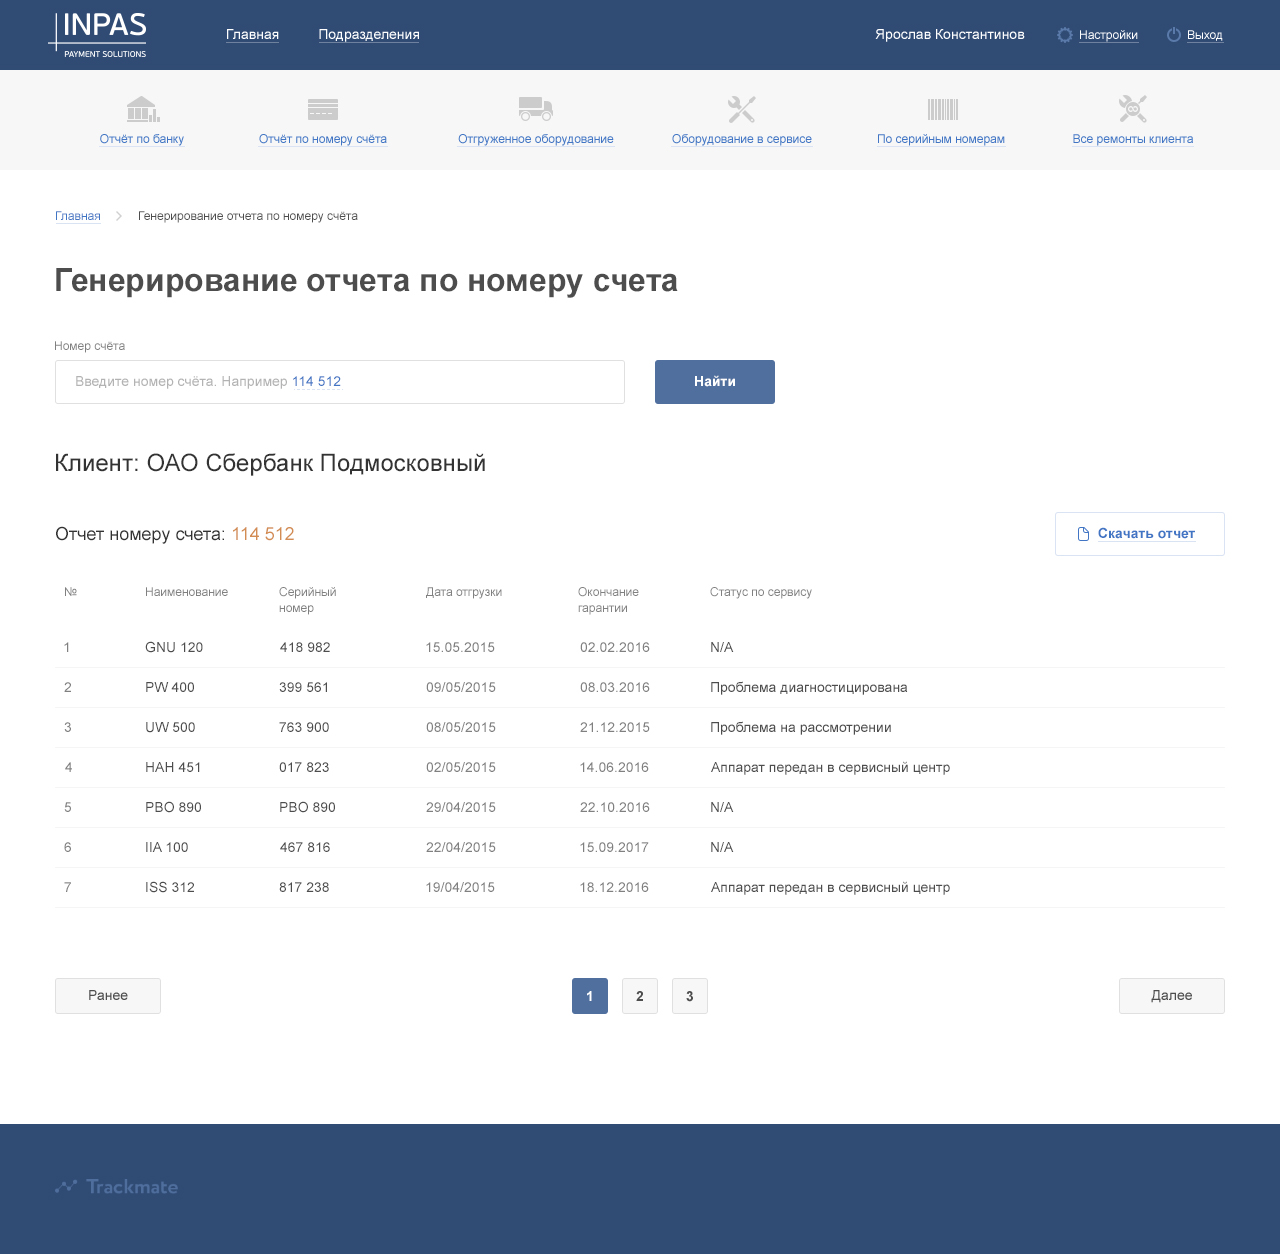 INPAS
PAYMENT SOLUTIONS
Главная Подразделения Ярослав Константинов Настройки Выход
Отчёт по банку Отчёт по номеру счёта Отгруженное оборудование Оборудование в сервисе По серийным номерам Все ремонты клиента
Главная Генерирование отчета по номеру счёта
Генерирование отчета по номеру счета
Номер счёта
Введите номер счёта. Например 114 512 Найти
Клиент: ОАО Сбербанк Подмосковный
Отчет номеру счета: 114 512 Скачать отчет
№ Наименование Серийный номер Дата отгрузки Окончание гарантии Статус по сервису
1 GNU 120 418 982 15.05.2015 02.02.2016 N/A
2 PW 400 399 561 09/05/2015 08.03.2016 Проблема диагностицирована
3 UW 500 763 900 08/05/2015 21.12.2015 Проблема на рассмотрении
4 HAH 451 017 823 02/05/2015 14.06.2016 Аппарат передан в сервисный центр
5 PBO 890 PBO 890 29/04/2015 22.10.2016 N/A
6 IIA 100 467 816 22/04/2015 15.09.2017 N/A
7 ISS 312 817 238 19/04/2015 18.12.2016 Аппарат передан в сервисный центр
Ранее 1 2 3 Далее
Trackmate